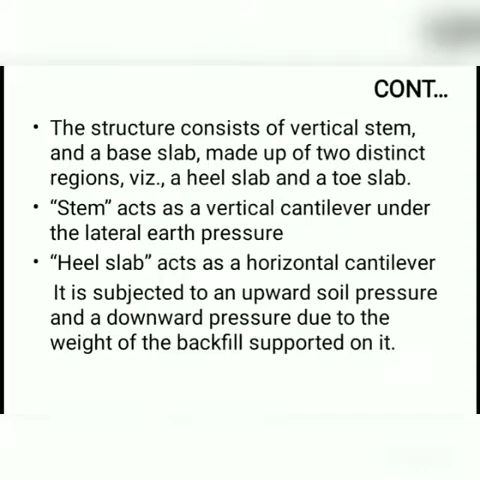 CONT...
• The structure consists of vertical stem,
and a base slab, made up of two distinct
regions, viz., a heel slab and a toe slab.
• “Stem” acts as a vertical cantilever under
the lateral earth pressure
• “Heel slab” acts as a horizontal cantilever
It is subjected to an upward soil pressure
and a downward pressure due to the
weight of the backfill supported on it.